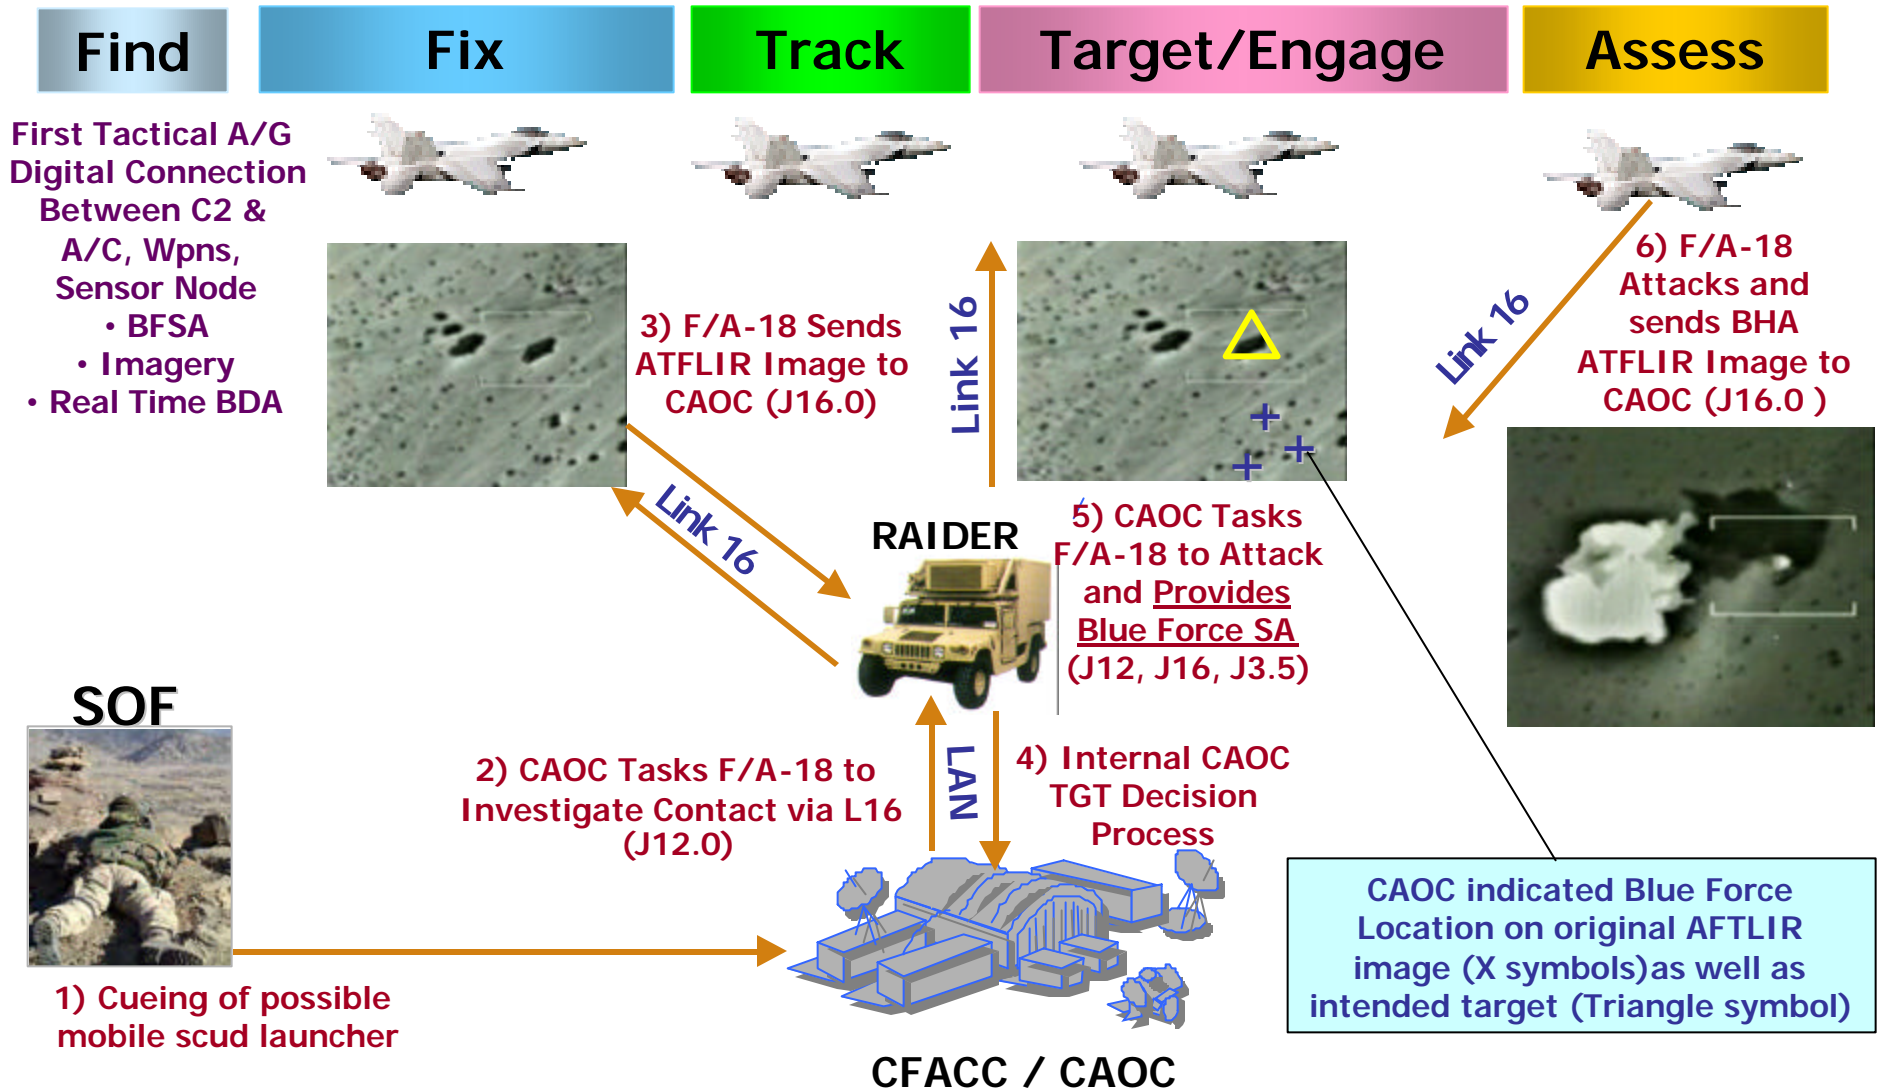 Find
Fix
Track
Target/Engage
Assess
First Tactical A/G
Digital Connection
Between C2 &
A/C, Wpns,
Sensor Node
• BFSA
• Imagery
• Real Time BDA
3) F/A-18 Sends
ATFLIR Image to
CAOC (J16.0)
Link 16
Link 16
6) F/A-18
Attacks and
sends BHA
ATFLIR Image to
CAOC (J16.0 )
Link 16
RAIDER
5) CAOC Tasks
F/A-18 to Attack
and Provides
Blue Force SA
(J12, J16, J3.5)
SOF
2) CAOC Tasks F/A-18 to
Investigate Contact via L16
(J12.0)
LAN
4) Internal CAOC
TGT Decision
Process
CAOC indicated Blue Force
Location on original AFTLIR
image (X symbols)as well as
intended target (Triangle symbol)
1) Cueing of possible
mobile scud launcher
CFACC / CAOC